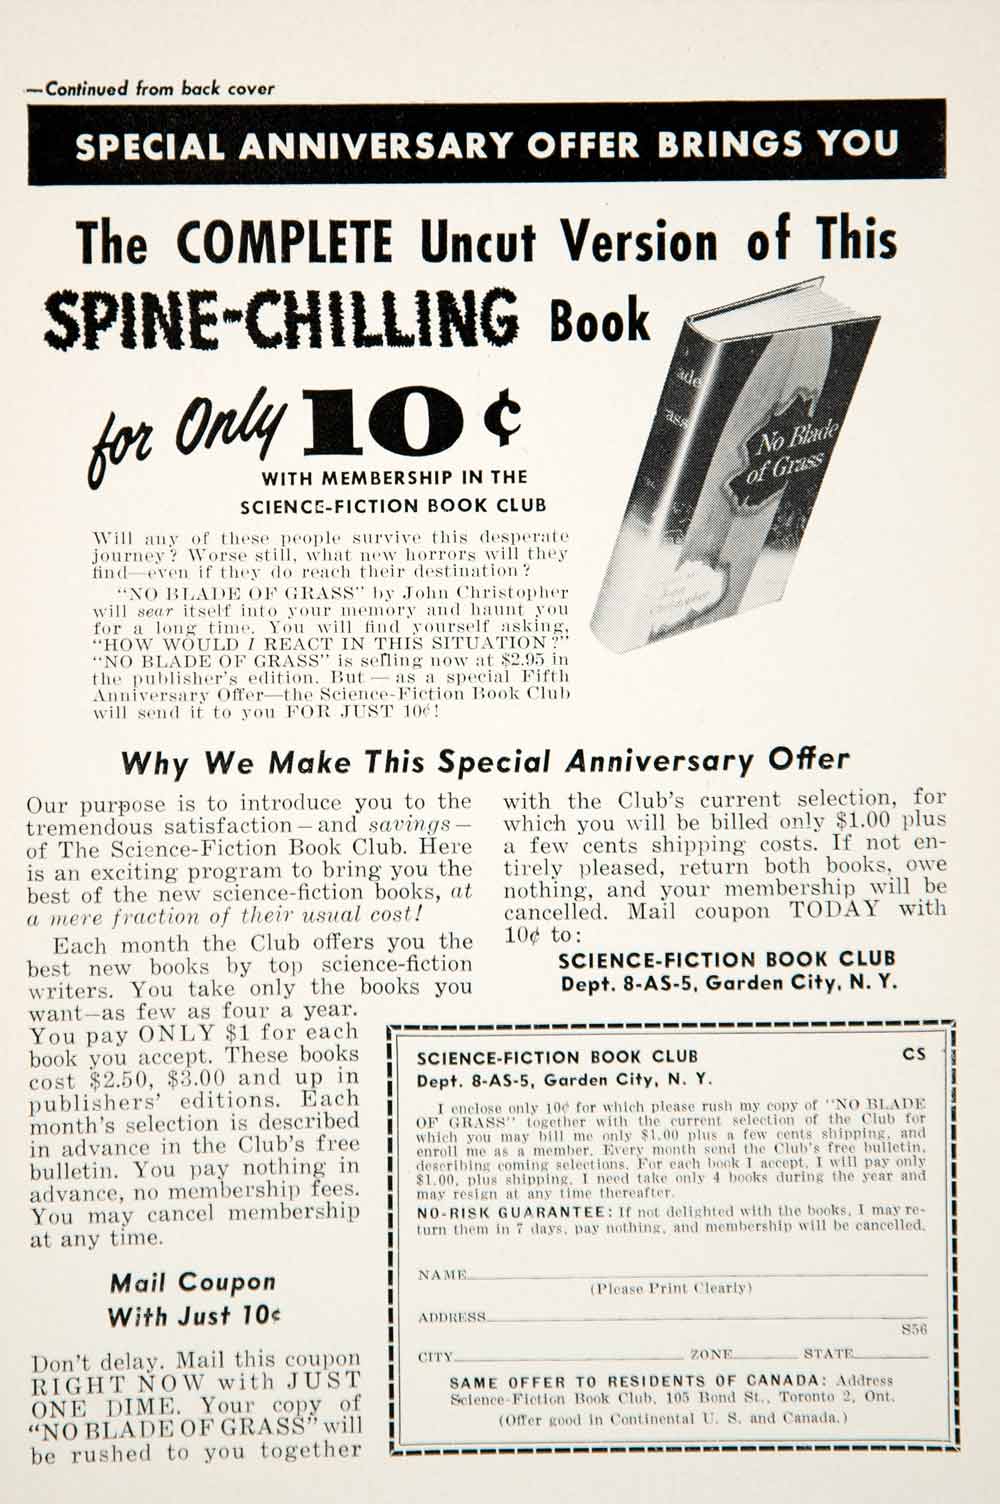 —Continued from back cover
SPECIAL ANNIVERSARY OFFER BRINGS YOU
The COMPLETE Uncut Version of This
SPINE-CHILLING Book
for Only 10¢
WITH MEMBERSHIP IN THE
SCIENCE-FICTION BOOK CLUB
ade
ass
No Blade
of Grass
Christopher
Will any of these people survive this desperate
journey? Worse still, what new horrors will they
find—even if they do reach their destination?
"NO BLADE OF GRASS" by John Christopher
will sear itself into your memory and haunt you
for a long time. You will find yourself asking,
"HOW WOULD I REACT IN THIS SITUATION?"
"NO BLADE OF GRASS" is selling now at $2.95 in
the publisher's edition. But — as a special Fifth
Anniversary Offer—the Science-Fiction Book Club
will send it to you FOR JUST 10¢!
Why We Make This Special Anniversary Offer
Our purpose is to introduce you to the
tremendous satisfaction — and savings —
of The Science-Fiction Book Club. Here
is an exciting program to bring you the
best of the new science-fiction books, at
a mere fraction of their usual cost!
Each month the Club offers you the
best new books by top science-fiction
writers. You take only the books you
want—as few as four a year.
You pay ONLY $1 for each
book you accept. These books
cost $2.50, $3.00 and up in
publishers' editions. Each
month's selection is described
in advance in the Club's free
bulletin. You pay nothing in
advance, no membership fees.
You may cancel membership
at any time.
Mail Coupon
With Just 10¢
Don't delay. Mail this coupon
RIGHT NOW with JUST
ONE DIME. Your copy of
"NO BLADE OF GRASS" will
be rushed to you together
with the Club's current selection, for
which you will be billed only $1.00 plus
a few cents shipping costs. If not en-
tirely pleased, return both books, owe
nothing, and your membership will be
cancelled. Mail coupon TODAY with
10¢ to:
SCIENCE-FICTION BOOK CLUB
Dept. 8-AS-5, Garden City, N. Y.
SCIENCE-FICTION BOOK CLUB CS
Dept. 8-AS-5, Garden City, N. Y.
I enclose only 10¢ for which please rush my copy of "NO BLADE
OF GRASS" together with the current selection of the Club for
which you may bill me only $1.00 plus a few cents shipping, and
enroll me as a member. Every month send the Club's free bulletin,
describing coming selections. For each book I accept, I will pay only
$1.00, plus shipping. I need take only 4 books during the year and
may resign at any time thereafter.
NO-RISK GUARANTEE: If not delighted with the books, I may re-
turn them in 7 days, pay nothing, and membership will be cancelled.
NAME
(Please Print Clearly)
ADDRESS
S56
CITY ZONE STATE
SAME OFFER TO RESIDENTS OF CANADA: Address
Science-Fiction Book Club, 105 Bond St., Toronto 2, Ont.
(Offer good in Continental U. S. and Canada.)